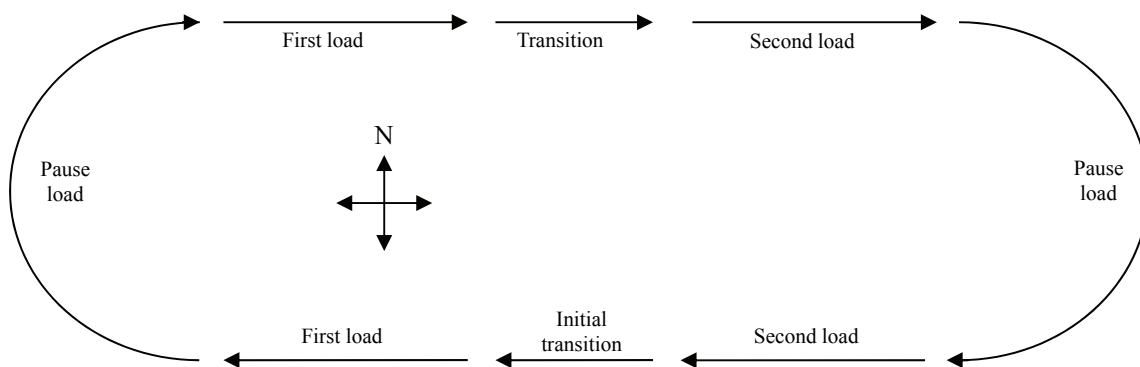 First load
Transition
Second load
N
Pause
load
Pause
load
First load
Initial
transition
Second load